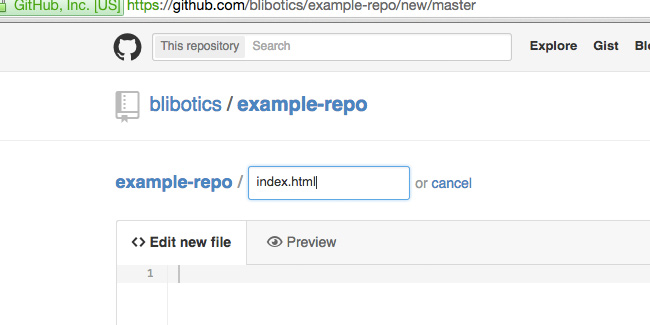 GitHub, Inc. [US] https://github.com/blibotics/example-repo/new/master
This repository Search Explore Gist
blibotics / example-repo
example-repo / index.html or cancel
<> Edit new file Preview
1